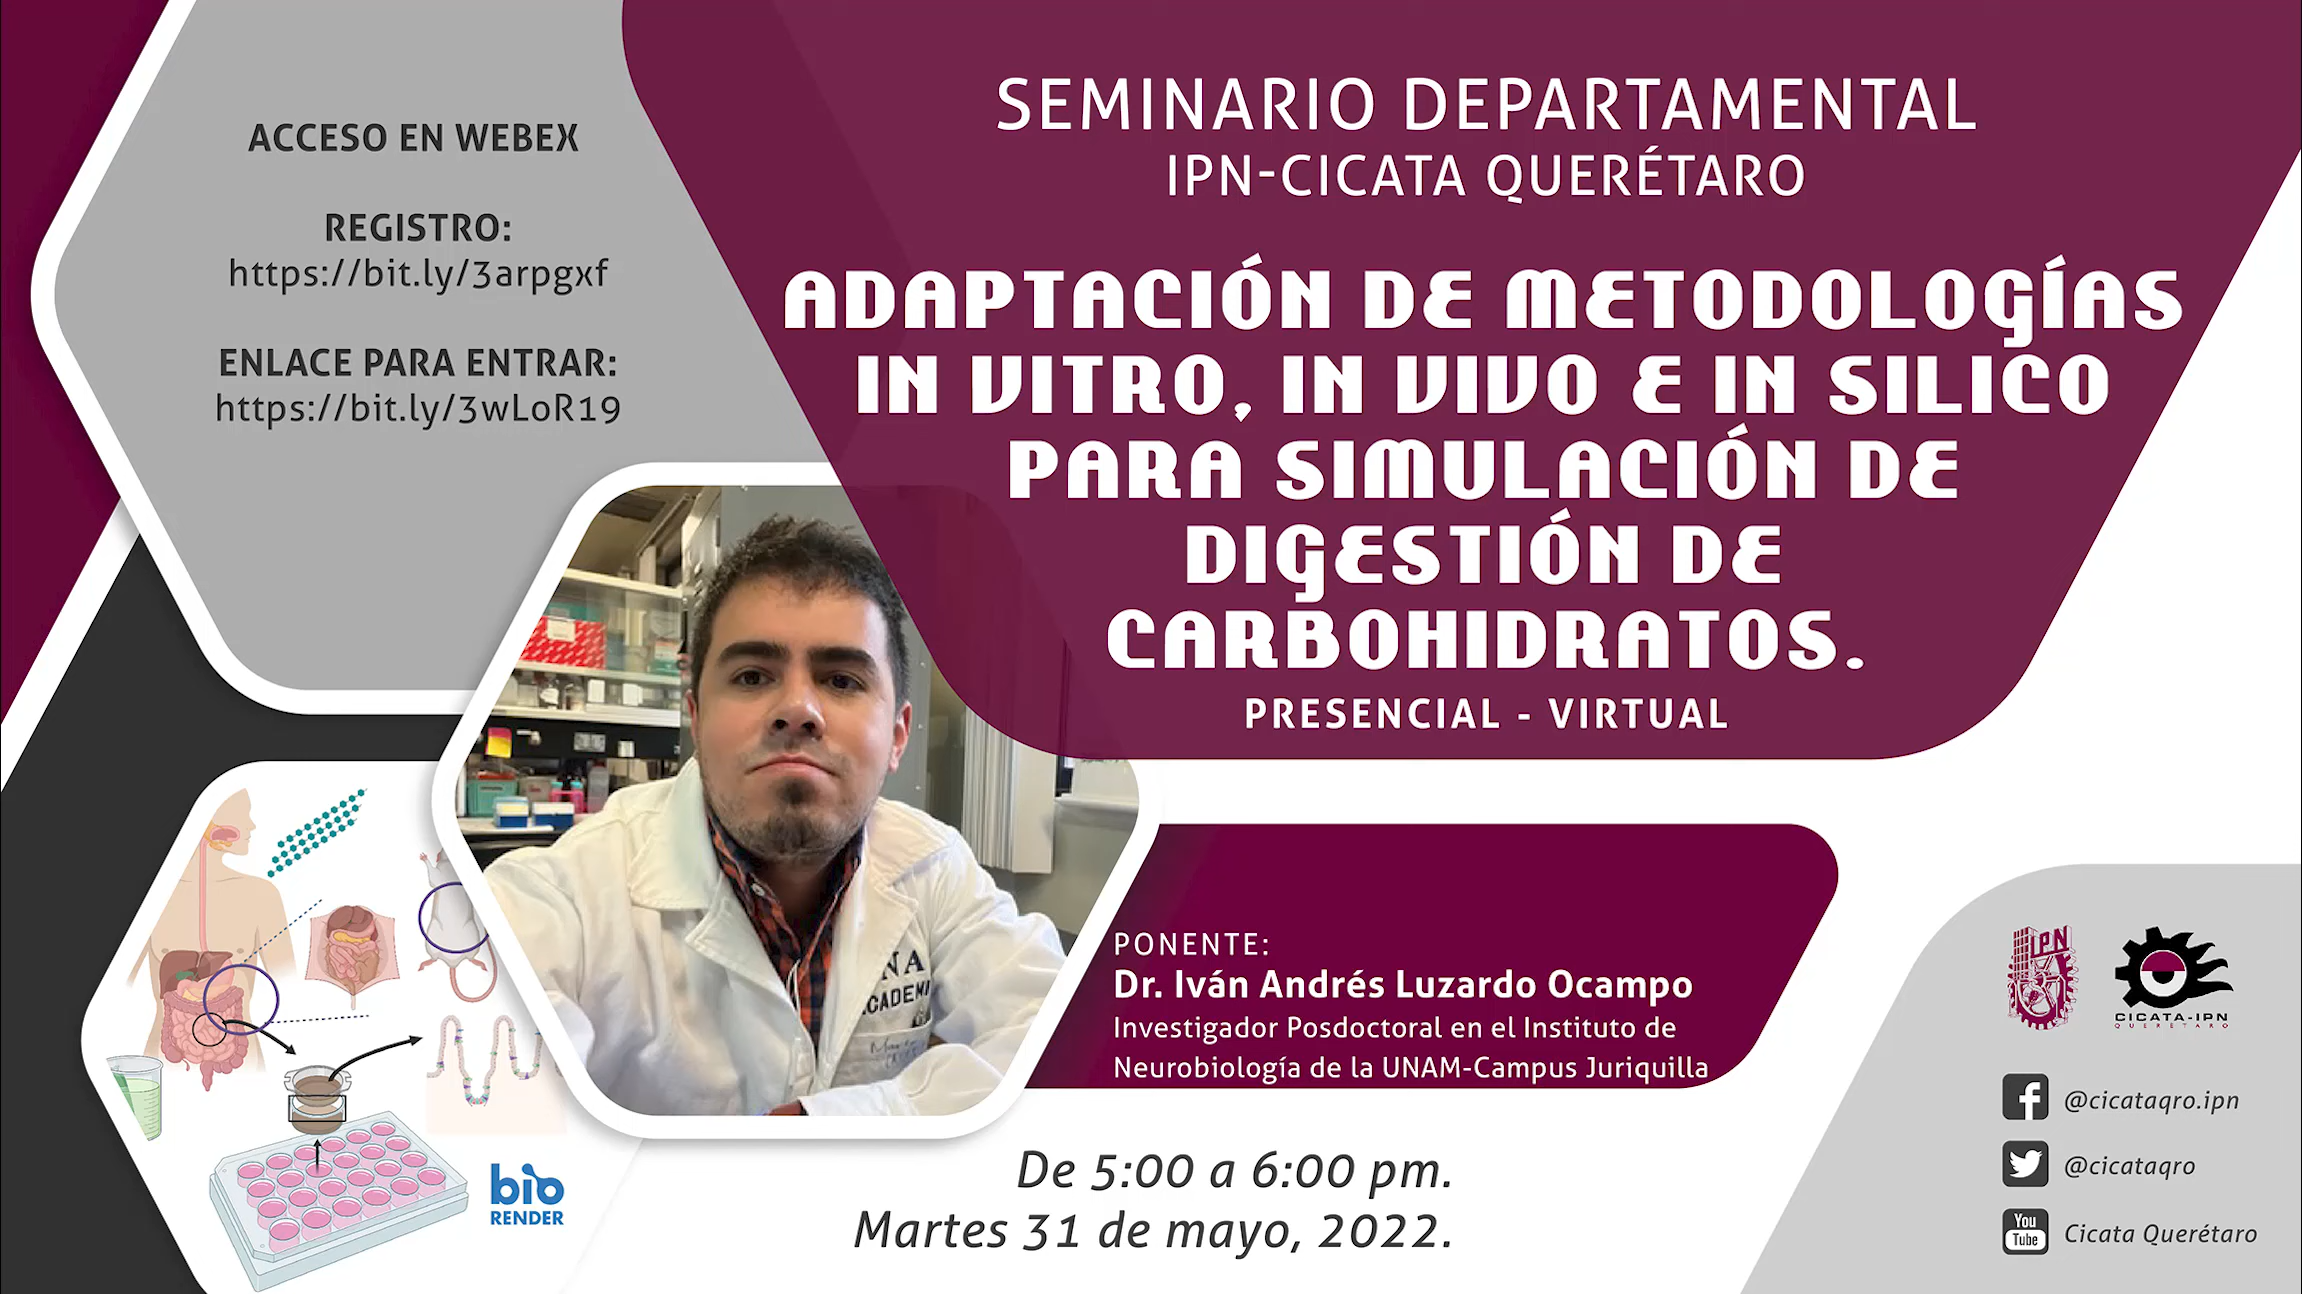 ACCESO EN WEBEX
REGISTRO:
https://bit.ly/3arpgxf
ENLACE PARA ENTRAR:
https://bit.ly/3wLoR19
SEMINARIO DEPARTAMENTAL
IPN-CICATA QUERÉTARO
ADAPTACIÓN DE METODOLOGÍAS
IN VITRO, IN VIVO E IN SILICO
PARA SIMULACIÓN DE
DIGESTIÓN DE
CARBOHIDRATOS.
PRESENCIAL - VIRTUAL
PONENTE:
Dr. Iván Andrés Luzardo Ocampo
Investigador Posdoctoral en el Instituto de
Neurobiología de la UNAM-Campus Juriquilla
De 5:00 a 6:00 pm.
Martes 31 de mayo, 2022.
bio
RENDER
IPN
CICATA-IPN
QUERETARO
@cicataqro.ipn
@cicataqro
You
Tube
Cicata Querétaro